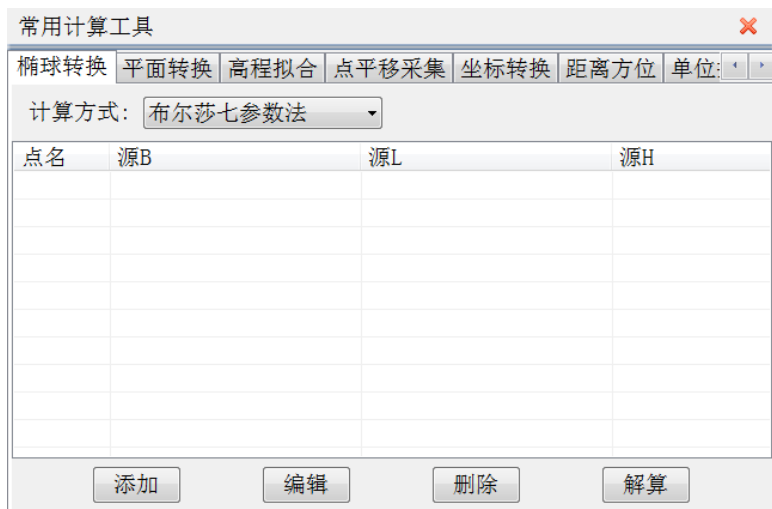 常用计算工具
椭球转换 平面转换 高程拟合 点平移采集 坐标转换 距离方位 单位
计算方式: 布尔莎七参数法
点名 源B 源L 源H
添加 编辑 删除 解算